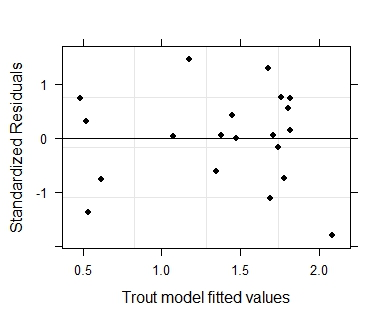 Standardized Residuals
1
0
-1
0.5 1.0 1.5 2.0
Trout model fitted values